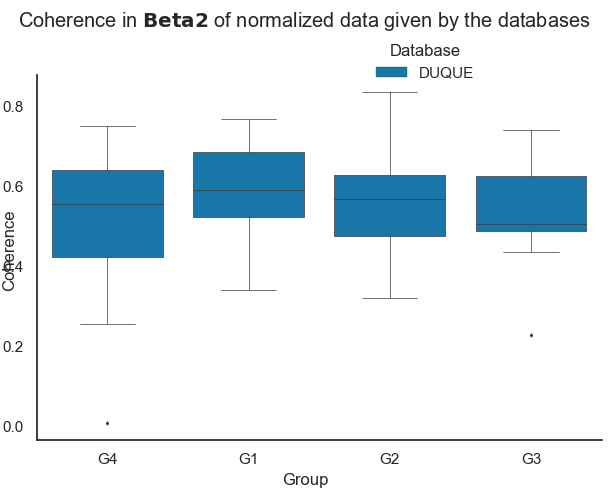 Coherence in Beta2 of normalized data given by the databases
Database
DUQUE
0.8
0.6
0.4
0.2
0.0
Coherence
G4 G1 G2 G3
Group